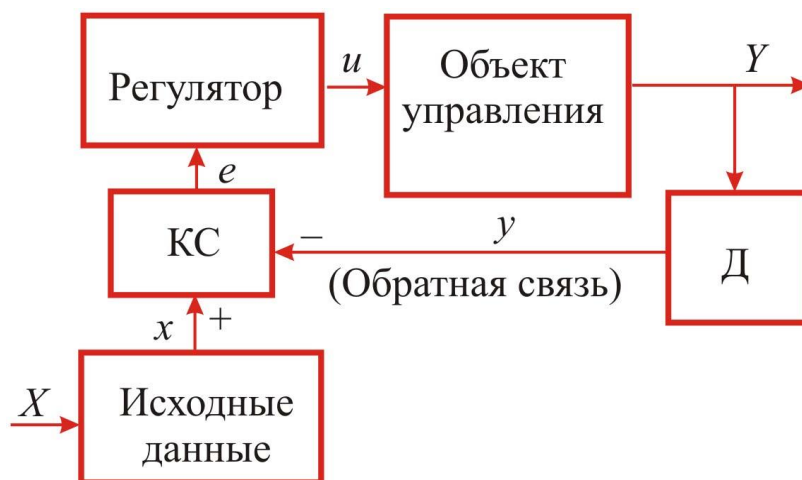 Регулятор
u
Объект
управления
Y
e
КС
–
y
(Обратная связь)
Д
x
+
X
Исходные
данные